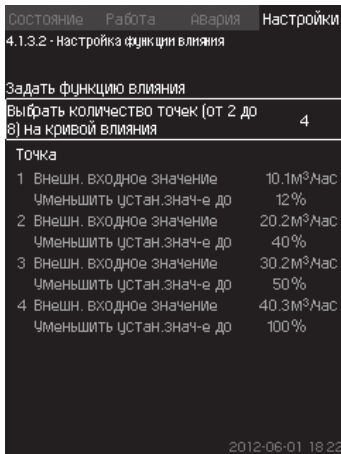 Состояние Работа Авария Настройки
4.1.3.2 - Настройка функции влияния
Задать функцию влияния
Выбрать количество точек (от 2 до
8) на кривой влияния 4
Точка
1 Внешн. входное значение 10.1м³/час
Уменьшить устан.знач-е до 12%
2 Внешн. входное значение 20.2м³/час
Уменьшить устан.знач-е до 40%
3 Внешн. входное значение 30.2м³/час
Уменьшить устан.знач-е до 50%
4 Внешн. входное значение 40.3м³/час
Уменьшить устан.знач-е до 100%
2012-06-01 18:22